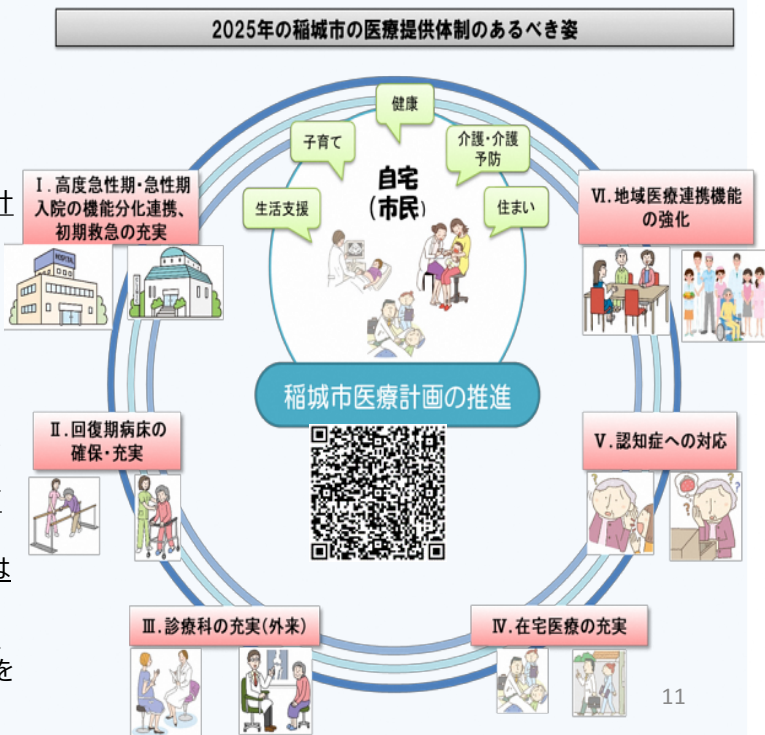 2025年の稲城市の医療提供体制のあるべき姿
健康
子育て
介護・介護
予防
生活支援
住まい
自宅
(市民)
Ⅰ.高度急性期・急性期
入院の機能分化連携、
初期救急の充実
HOSPITAL
Ⅵ.地域医療連携機能
の強化
計
稲城市医療計画の推進
Ⅱ.回復期病床の
確保・充実
Ⅴ.認知症への対応
は
を
Ⅲ.診療科の充実(外来)
Ⅳ.在宅医療の充実
11